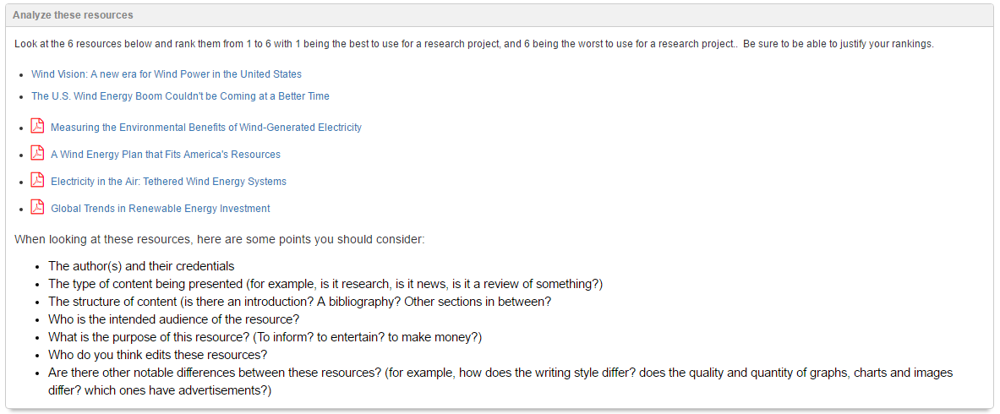 Analyze these resources
Look at the 6 resources below and rank them from 1 to 6 with 1 being the best to use for a research project, and 6 being the worst to use for a research project.. Be sure to be able to justify your rankings.
Wind Vision: A new era for Wind Power in the United States
The U.S. Wind Energy Boom Couldn't be Coming at a Better Time
Measuring the Environmental Benefits of Wind-Generated Electricity
A Wind Energy Plan that Fits America's Resources
Electricity in the Air: Tethered Wind Energy Systems
Global Trends in Renewable Energy Investment
When looking at these resources, here are some points you should consider:
The author(s) and their credentials
The type of content being presented (for example, is it research, is it news, is it a review of something?)
The structure of content (is there an introduction? A bibliography? Other sections in between?
Who is the intended audience of the resource?
What is the purpose of this resource? (To inform? to entertain? to make money?)
Who do you think edits these resources?
Are there other notable differences between these resources? (for example, how does the writing style differ? does the quality and quantity of graphs, charts and images
differ? which ones have advertisements?)